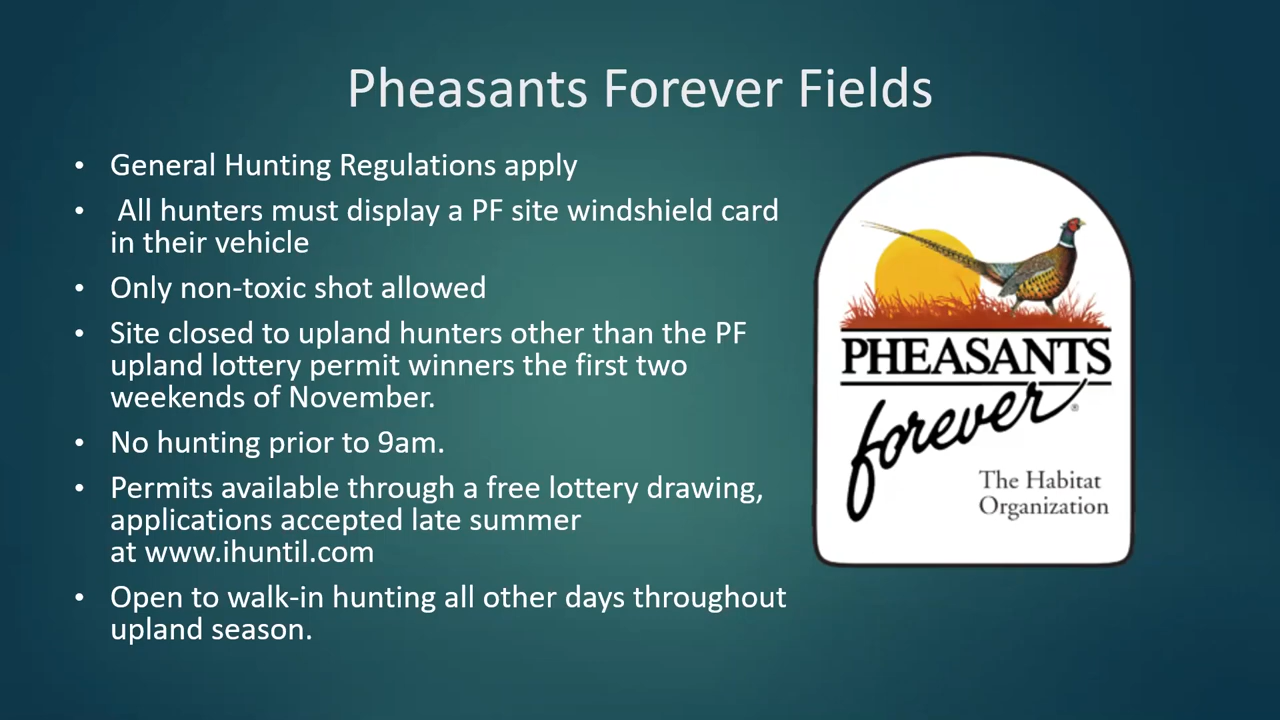 Pheasants Forever Fields
• General Hunting Regulations apply
• All hunters must display a PF site windshield card
in their vehicle
• Only non-toxic shot allowed
• Site closed to upland hunters other than the PF
upland lottery permit winners the first two
weekends of November.
• No hunting prior to 9am.
• Permits available through a free lottery drawing,
applications accepted late summer
at www.ihuntil.com
• Open to walk-in hunting all other days throughout
upland season.
PHEASANTS
forever®
The Habitat
Organization